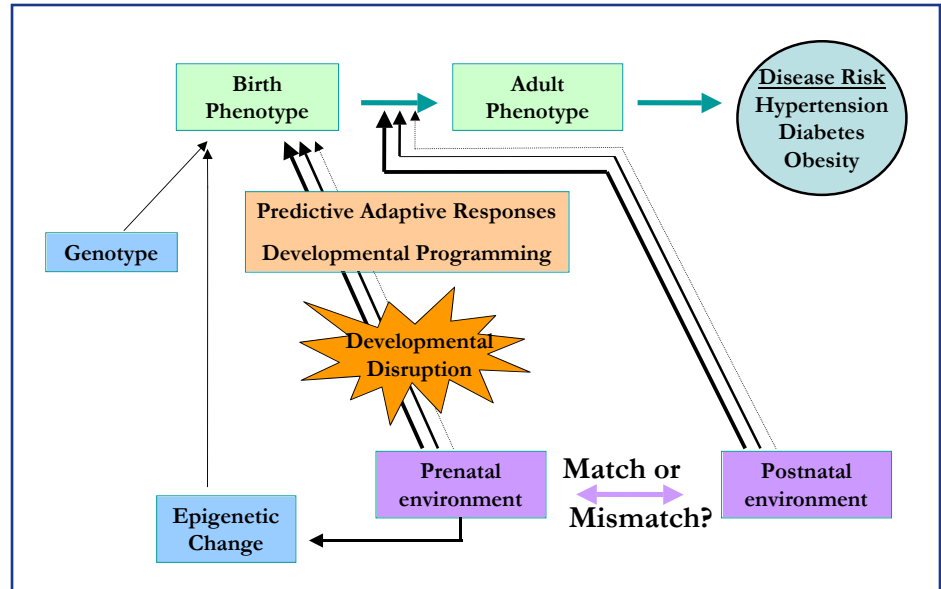 Birth
Phenotype
Adult
Phenotype
Disease Risk
Hypertension
Diabetes
Obesity
Predictive Adaptive Responses
Developmental Programming
Genotype
Developmental
Disruption
Prenatal
environment
Match or
Mismatch?
Postnatal
environment
Epigenetic
Change